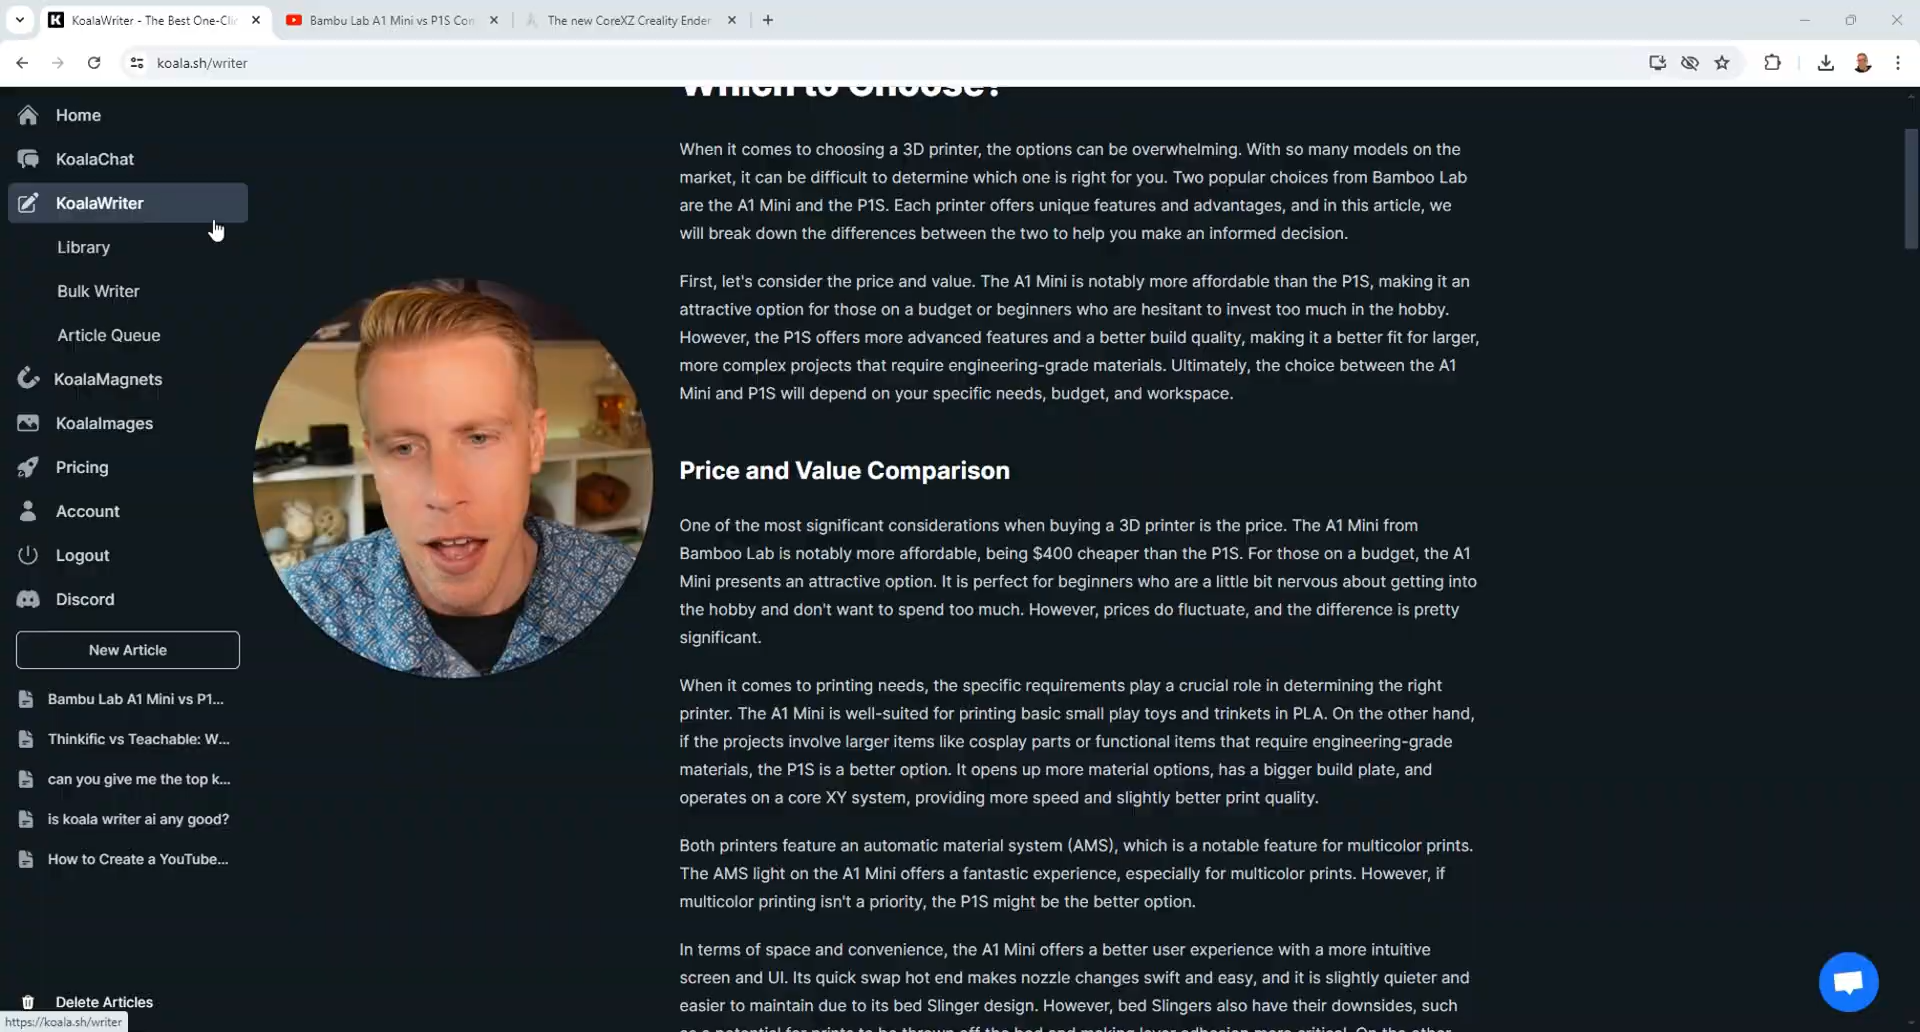 KoalaWriter - The Best One-Cli
Bambu Lab A1 Mini vs P1S Con
The new CoreXZ Creality Ender
koala.sh/writer
Home
KoalaChat
KoalaWriter
Library
Bulk Writer
Article Queue
KoalaMagnets
KoalaImages
Pricing
Account
Logout
Discord
New Article
Bambu Lab A1 Mini vs P1...
Thinkific vs Teachable: W...
can you give me the top k...
is koala writer ai any good?
How to Create a YouTube...
Delete Articles
https://koala.sh/writer
Which to Choose?
When it comes to choosing a 3D printer, the options can be overwhelming. With so many models on the
market, it can be difficult to determine which one is right for you. Two popular choices from Bamboo Lab
are the A1 Mini and the P1S. Each printer offers unique features and advantages, and in this article, we
will break down the differences between the two to help you make an informed decision.
First, let's consider the price and value. The A1 Mini is notably more affordable than the P1S, making it an
attractive option for those on a budget or beginners who are hesitant to invest too much in the hobby.
However, the P1S offers more advanced features and a better build quality, making it a better fit for larger,
more complex projects that require engineering-grade materials. Ultimately, the choice between the A1
Mini and P1S will depend on your specific needs, budget, and workspace.
Price and Value Comparison
One of the most significant considerations when buying a 3D printer is the price. The A1 Mini from
Bamboo Lab is notably more affordable, being $400 cheaper than the P1S. For those on a budget, the A1
Mini presents an attractive option. It is perfect for beginners who are a little bit nervous about getting into
the hobby and don't want to spend too much. However, prices do fluctuate, and the difference is pretty
significant.
When it comes to printing needs, the specific requirements play a crucial role in determining the right
printer. The A1 Mini is well-suited for printing basic small play toys and trinkets in PLA. On the other hand,
if the projects involve larger items like cosplay parts or functional items that require engineering-grade
materials, the P1S is a better option. It opens up more material options, has a bigger build plate, and
operates on a core XY system, providing more speed and slightly better print quality.
Both printers feature an automatic material system (AMS), which is a notable feature for multicolor prints.
The AMS light on the A1 Mini offers a fantastic experience, especially for multicolor prints. However, if
multicolor printing isn't a priority, the P1S might be the better option.
In terms of space and convenience, the A1 Mini offers a better user experience with a more intuitive
screen and UI. Its quick swap hot end makes nozzle changes swift and easy, and it is slightly quieter and
easier to maintain due to its bed Slinger design. However, bed Slingers also have their downsides, such